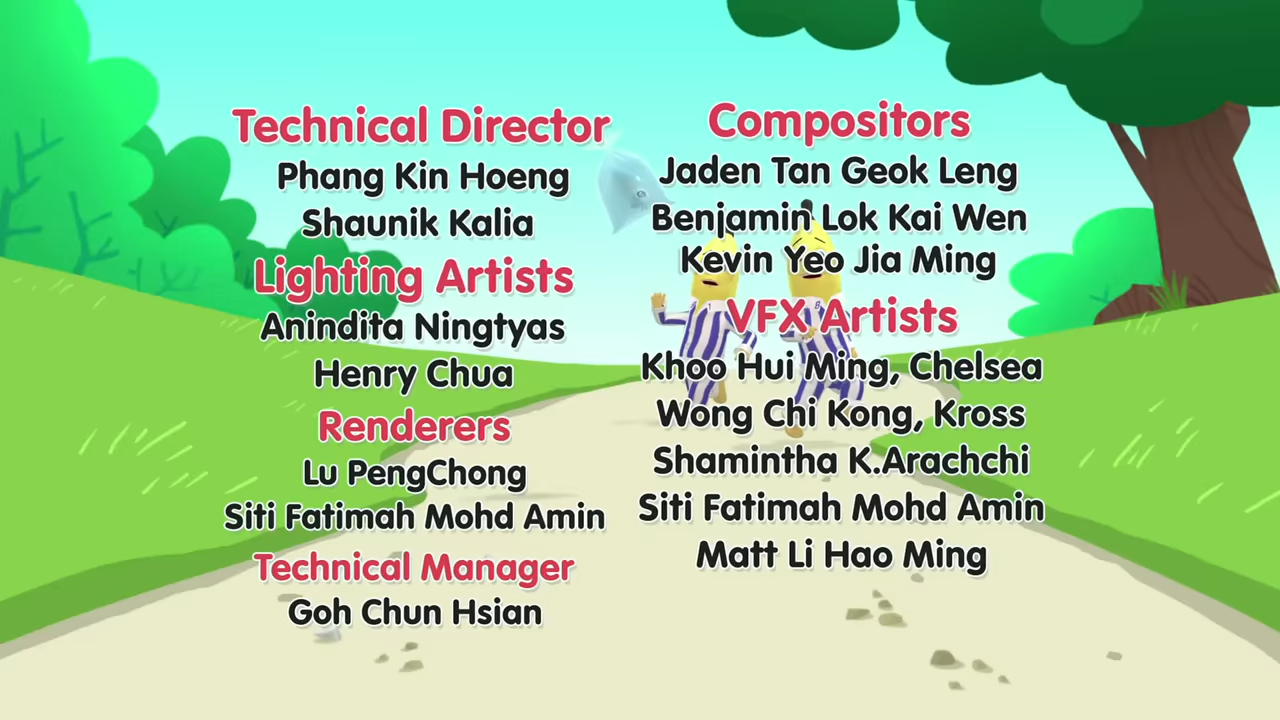 Technical Director
Phang Kin Hoeng
Shaunik Kalia
Lighting Artists
Anindita Ningtyas
Henry Chua
Renderers
Lu PengChong
Siti Fatimah Mohd Amin
Technical Manager
Goh Chun Hsian
Compositors
Jaden Tan Geok Leng
Benjamin Lok Kai Wen
Kevin Yeo Jia Ming
VFX Artists
Khoo Hui Ming, Chelsea
Wong Chi Kong, Kross
Shamintha K.Arachchi
Siti Fatimah Mohd Amin
Matt Li Hao Ming